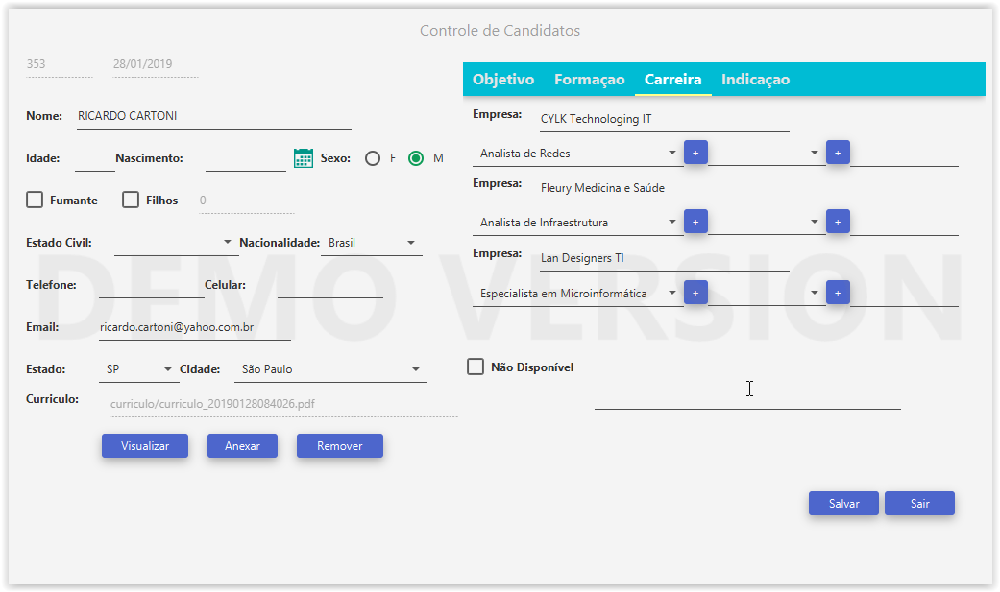 Controle de Candidatos
353 28/01/2019
Nome: RICARDO CARTONI
Idade: Nascimento: Sexo: F M
Fumante Filhos 0
Estado Civil: Nacionalidade: Brasil
Telefone: Celular:
Email: ricardo.cartoni@yahoo.com.br
Estado: SP Cidade: São Paulo
Curriculo: curriculo/curriculo_20190128084026.pdf
Visualizar Anexar Remover
Objetivo Formaçao Carreira Indicaçao
Empresa: CYLK Technologing IT
Analista de Redes + +
Empresa: Fleury Medicina e Saúde
Analista de Infraestrutura + +
Empresa: Lan Designers TI
Especialista em Microinformática + +
Não Disponível
Salvar Sair
DEMO VERSION